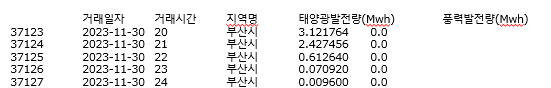 거래일자 거래시간 지역명 태양광발전량(Mwh) 풍력발전량(Mwh)
37123 2023-11-30 20 부산시 3.121764 0.0
37124 2023-11-30 21 부산시 2.427456 0.0
37125 2023-11-30 22 부산시 0.612640 0.0
37126 2023-11-30 23 부산시 0.070920 0.0
37127 2023-11-30 24 부산시 0.009600 0.0